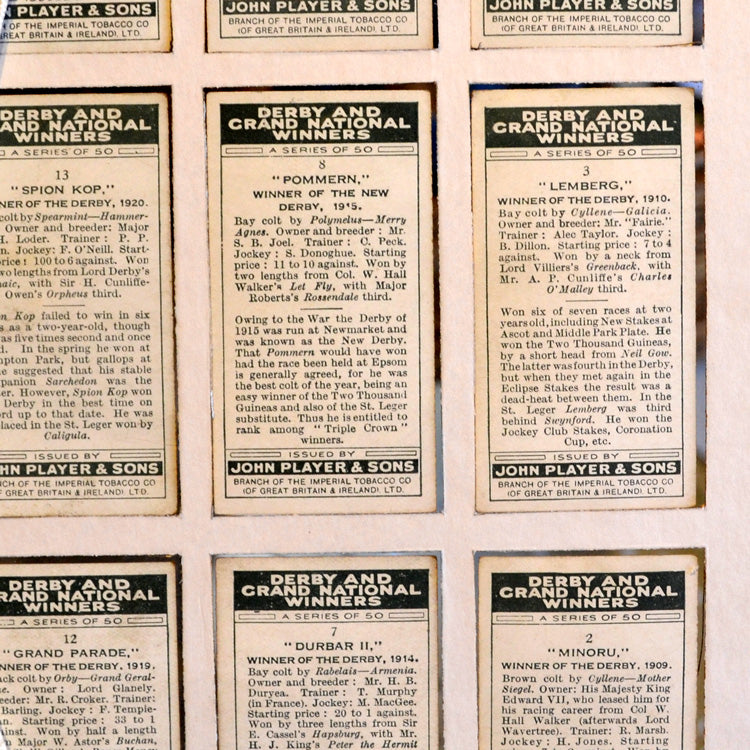 JOHN PLAYER & SONS
BRANCH OF THE IMPERIAL TOBACCO CO
(OF GREAT BRITAIN & IRELAND), LTD.
JOHN PLAYER & SONS
BRANCH OF THE IMPERIAL TOBACCO CO
(OF GREAT BRITAIN & IRELAND), LTD.
OF THE IMPERIAL TOBACCO CO
GREAT BRITAIN & IRELAND), LTD.
DERBY AND
AND NATIONAL
WINNERS
A SERIES OF 50
13
"SPION KOP,"
NER OF THE DERBY, 1920.
colt by Spearmint—Hammer-
Owner and breeder: Major
H. Loder. Trainer: P. P.
n. Jockey: F. O'Neill. Start-
price: 100 to 6 against. Won
wo lengths from Lord Derby's
aic, with Sir H. Cunliffe-
Owen's Orpheus third.
n Kop failed to win in six
s as a two-year-old, though
was five times second and once
d. In the spring he won at
mpton Park, but gallops at
e suggested that his stable
panion Sarchedon was the
er. However, Spion Kop won
Derby in the best time on
rd up to that date. He was
placed in the St. Leger won by
Caligula.
ISSUED BY
HN PLAYER & SONS
CH OF THE IMPERIAL TOBACCO CO
GREAT BRITAIN & IRELAND), LTD.
DERBY AND
GRAND NATIONAL
WINNERS
A SERIES OF 50
8
"POMMERN,"
WINNER OF THE NEW
DERBY, 1915.
Bay colt by Polymelus—Merry
Agnes. Owner and breeder: Mr.
S. B. Joel. Trainer: C. Peck.
Jockey: S. Donoghue. Starting
price: 11 to 10 against. Won by
two lengths from Col. W. Hall
Walker's Let Fly, with Major
Roberts's Rossendale third.
Owing to the War the Derby of
1915 was run at Newmarket and
was known as the New Derby.
That Pommern would have won
had the race been held at Epsom
is generally agreed, for he was
the best colt of the year, being an
easy winner of the Two Thousand
Guineas and also of the St. Leger
substitute. Thus he is entitled to
rank among "Triple Crown"
winners.
ISSUED BY
JOHN PLAYER & SONS
BRANCH OF THE IMPERIAL TOBACCO CO
(OF GREAT BRITAIN & IRELAND), LTD.
DERBY AND
GRAND NATIONAL
WINNERS
A SERIES OF 50
3
"LEMBERG,"
WINNER OF THE DERBY, 1910.
Bay colt by Cyllene—Galicia.
Owner and breeder: Mr. "Fairie."
Trainer: Alec Taylor. Jockey:
B. Dillon. Starting price: 7 to 4
against. Won by a neck from
Lord Villiers's Greenback, with
Mr. A. P. Cunliffe's Charles
O'Malley third.
Won six of seven races at two
years old, including New Stakes at
Ascot and Middle Park Plate. He
won the Two Thousand Guineas,
by a short head from Neil Gow.
The latter was fourth in the Derby,
but when they met again in the
Eclipse Stakes the result was a
dead-heat between them. In the
St. Leger Lemberg was third
behind Swynford. He won the
Jockey Club Stakes, Coronation
Cup, etc.
ISSUED BY
JOHN PLAYER & SONS
BRANCH OF THE IMPERIAL TOBACCO CO
(OF GREAT BRITAIN & IRELAND), LTD.
DERBY AND
GRAND NATIONAL
WINNERS
A SERIES OF 50
12
"GRAND PARADE,"
NNER OF THE DERBY, 1919.
ack colt by Orby—Grand Geral-
ne. Owner: Lord Glanely.
eeder: Mr. R. Croker. Trainer:
Barling. Jockey: F. Temple-
an. Starting price: 33 to 1
ainst. Won by half a length
Major W. Astor's Buchan,
DERBY AND
GRAND NATIONAL
WINNERS
A SERIES OF 50
7
"DURBAR II,"
WINNER OF THE DERBY, 1914.
Bay colt by Rabelais—Armenia.
Owner and breeder: Mr. H. B.
Duryea. Trainer: T. Murphy
(in France). Jockey: M. MacGee.
Starting price: 20 to 1 against.
Won by three lengths from Sir
E. Cassel's Hapsburg, with Mr.
H. J. King's Peter the Hermit
DERBY AND
GRAND NATIONAL
WINNERS
A SERIES OF 50
2
"MINORU,"
WINNER OF THE DERBY, 1909.
Brown colt by Cyllene—Mother
Siegel. Owner: His Majesty King
Edward VII, who leased him for
his racing career from Col. W.
Hall Walker (afterwards Lord
Wavertree). Trainer: R. Marsh.
Jockey: H. Jones. Starting